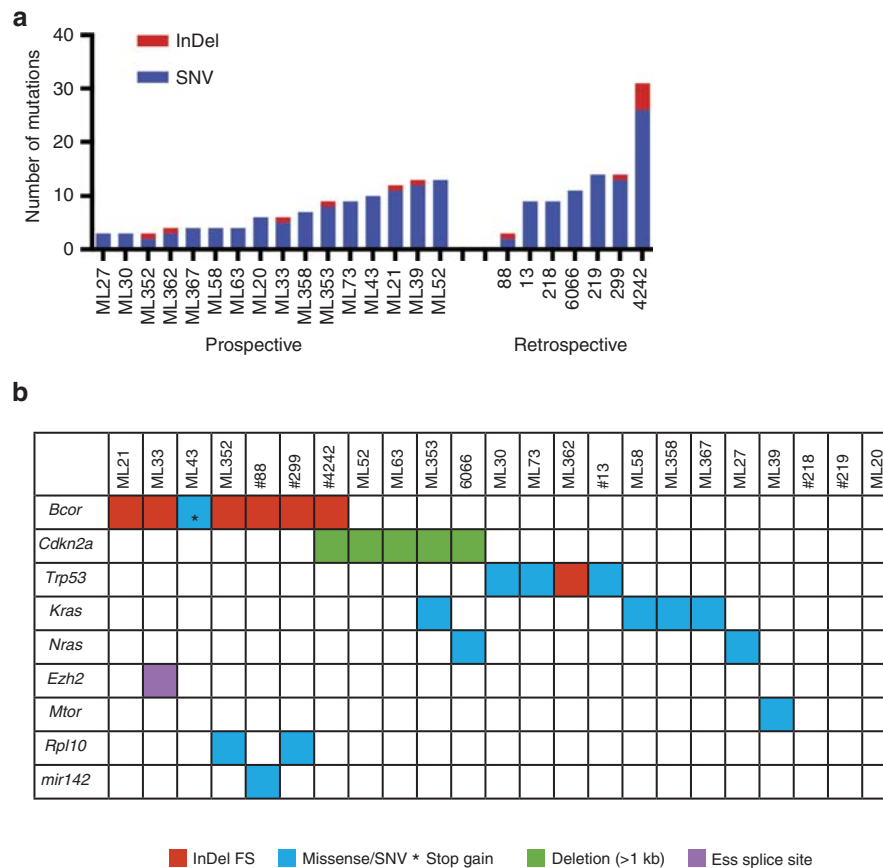 a
40
30
20
10
0
Number of mutations
InDel
SNV
ML27 ML30 ML352 ML362 ML367 ML58 ML63 ML20 ML33 ML358 ML353 ML73 ML43 ML21 ML39 ML52 88 13 218 6066 219 299 4242
Prospective Retrospective
b
ML21 ML33 ML43 ML352 #88 #299 #4242 ML52 ML63 ML353 6066 ML30 ML73 ML362 #13 ML58 ML358 ML367 ML27 ML39 #218 #219 ML20
Bcor *
Cdkn2a
Trp53
Kras
Nras
Ezh2
Mtor
Rpl10
mir142
InDel FS Missense/SNV * Stop gain Deletion (>1 kb) Ess splice site